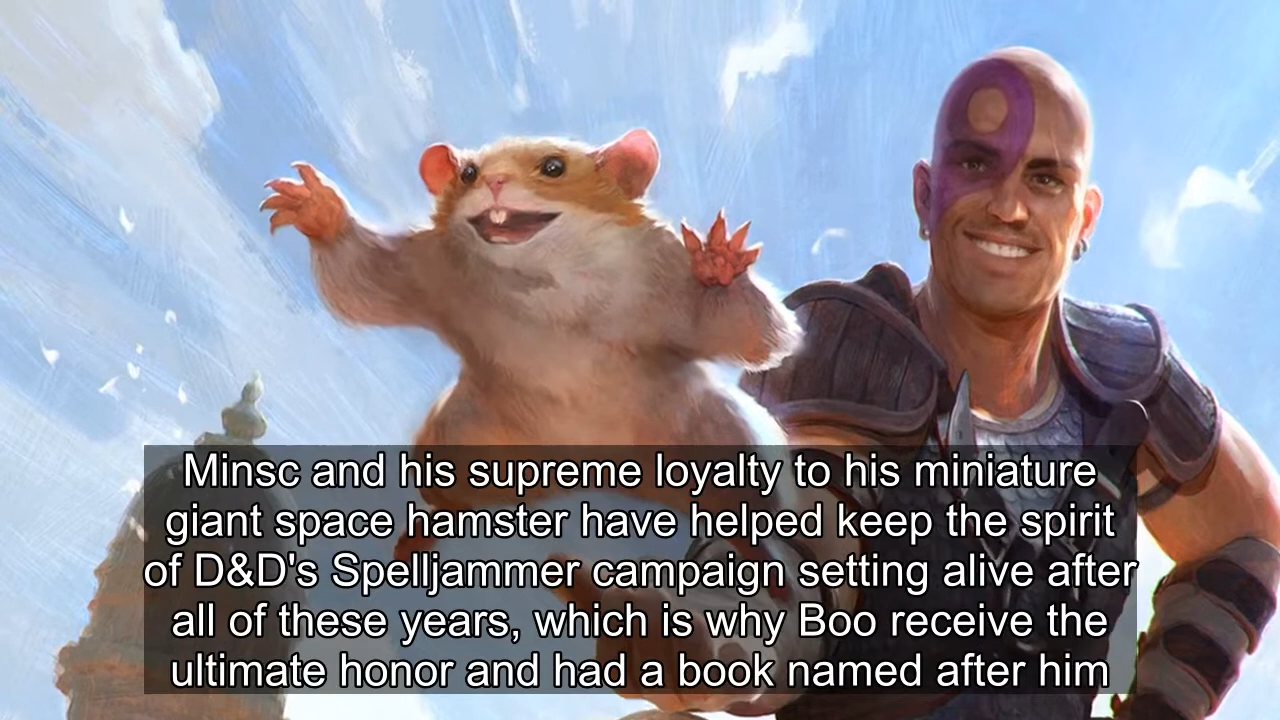 Minsc and his supreme loyalty to his miniature
giant space hamster have helped keep the spirit
of D&D's Spelljammer campaign setting alive after
all of these years, which is why Boo receive the
ultimate honor and had a book named after him